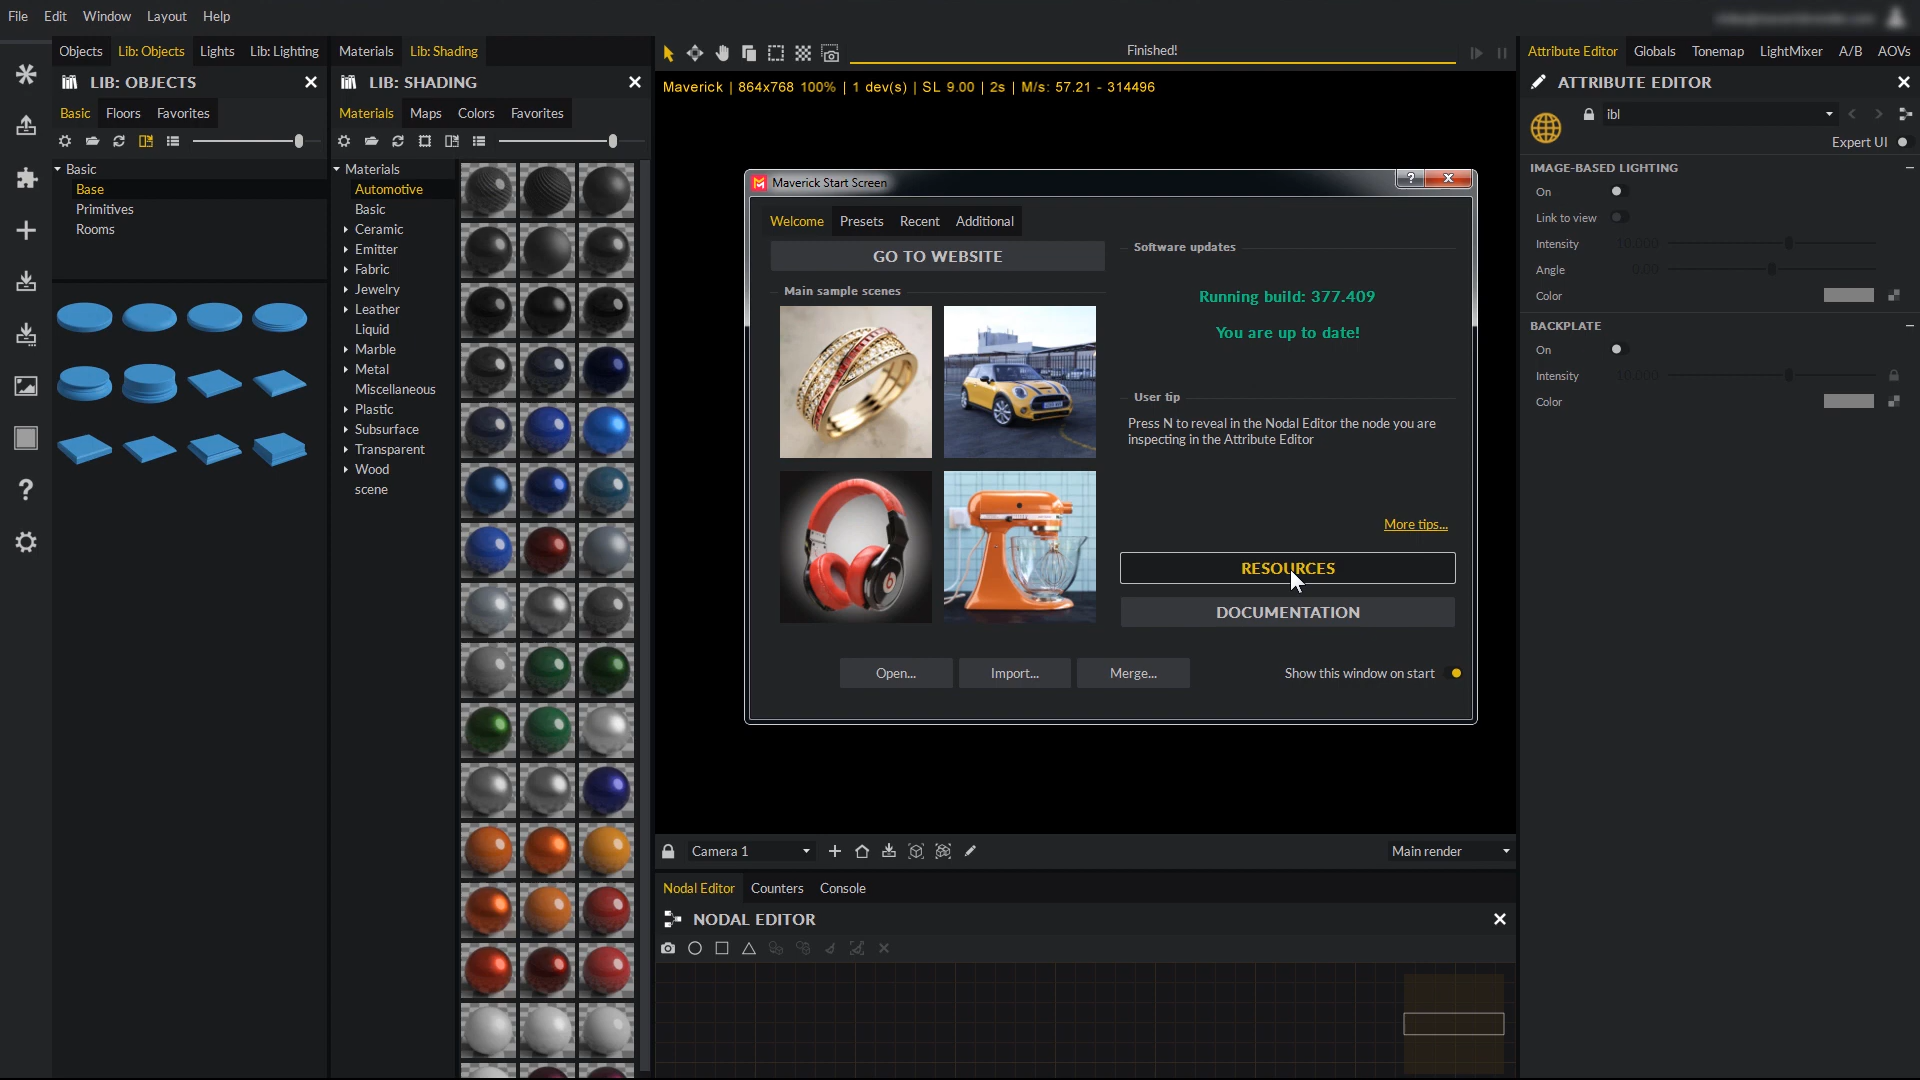 File Edit Window Layout Help
Objects Lib: Objects Lights Lib: Lighting
LIB: OBJECTS
Basic Floors Favorites
Basic
Base
Primitives
Rooms
Materials Lib: Shading
LIB: SHADING
Materials Maps Colors Favorites
Materials
Automotive
Basic
Ceramic
Emitter
Fabric
Jewelry
Leather
Liquid
Marble
Metal
Miscellaneous
Plastic
Subsurface
Transparent
Wood
scene
Finished!
Maverick | 864x768 100% | 1 dev(s) | SL 9.00 | 2s | M/s: 57.21 - 314496
Maverick Start Screen
Welcome Presets Recent Additional
GO TO WEBSITE
Main sample scenes
Software updates
Running build: 377.409
You are up to date!
User tip
Press N to reveal in the Nodal Editor the node you are
inspecting in the Attribute Editor
More tips...
RESOURCES
DOCUMENTATION
Open... Import... Merge...
Show this window on start
Camera 1
Main render
Nodal Editor Counters Console
NODAL EDITOR
Attribute Editor Globals Tonemap LightMixer A/B AOVs
ATTRIBUTE EDITOR
ibl
Expert UI
IMAGE-BASED LIGHTING
On
Link to view
Intensity 10.000
Angle 0.00
Color
BACKPLATE
On
Intensity 10.000
Color